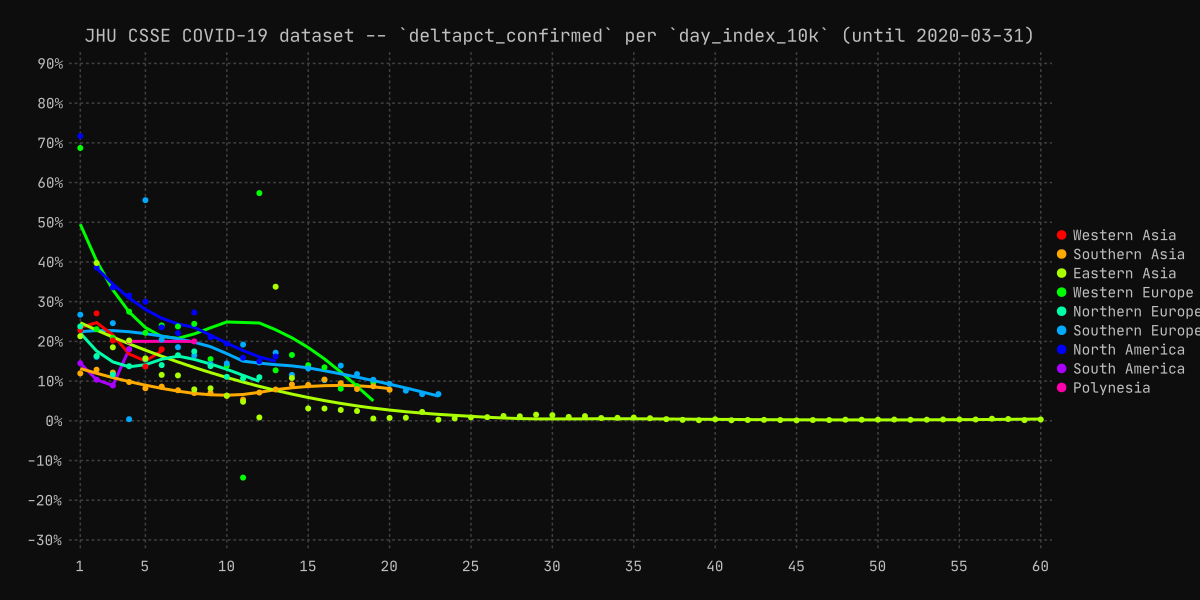 JHU CSSE COVID-19 dataset -- `deltapct_confirmed` per `day_index_10k` (until 2020-03-31)
90%
80%
70%
60%
50%
40%
30%
20%
10%
0%
-10%
-20%
-30%
1 5 10 15 20 25 30 35 40 45 50 55 60
Western Asia
Southern Asia
Eastern Asia
Western Europe
Northern Europe
Southern Europe
North America
South America
Polynesia